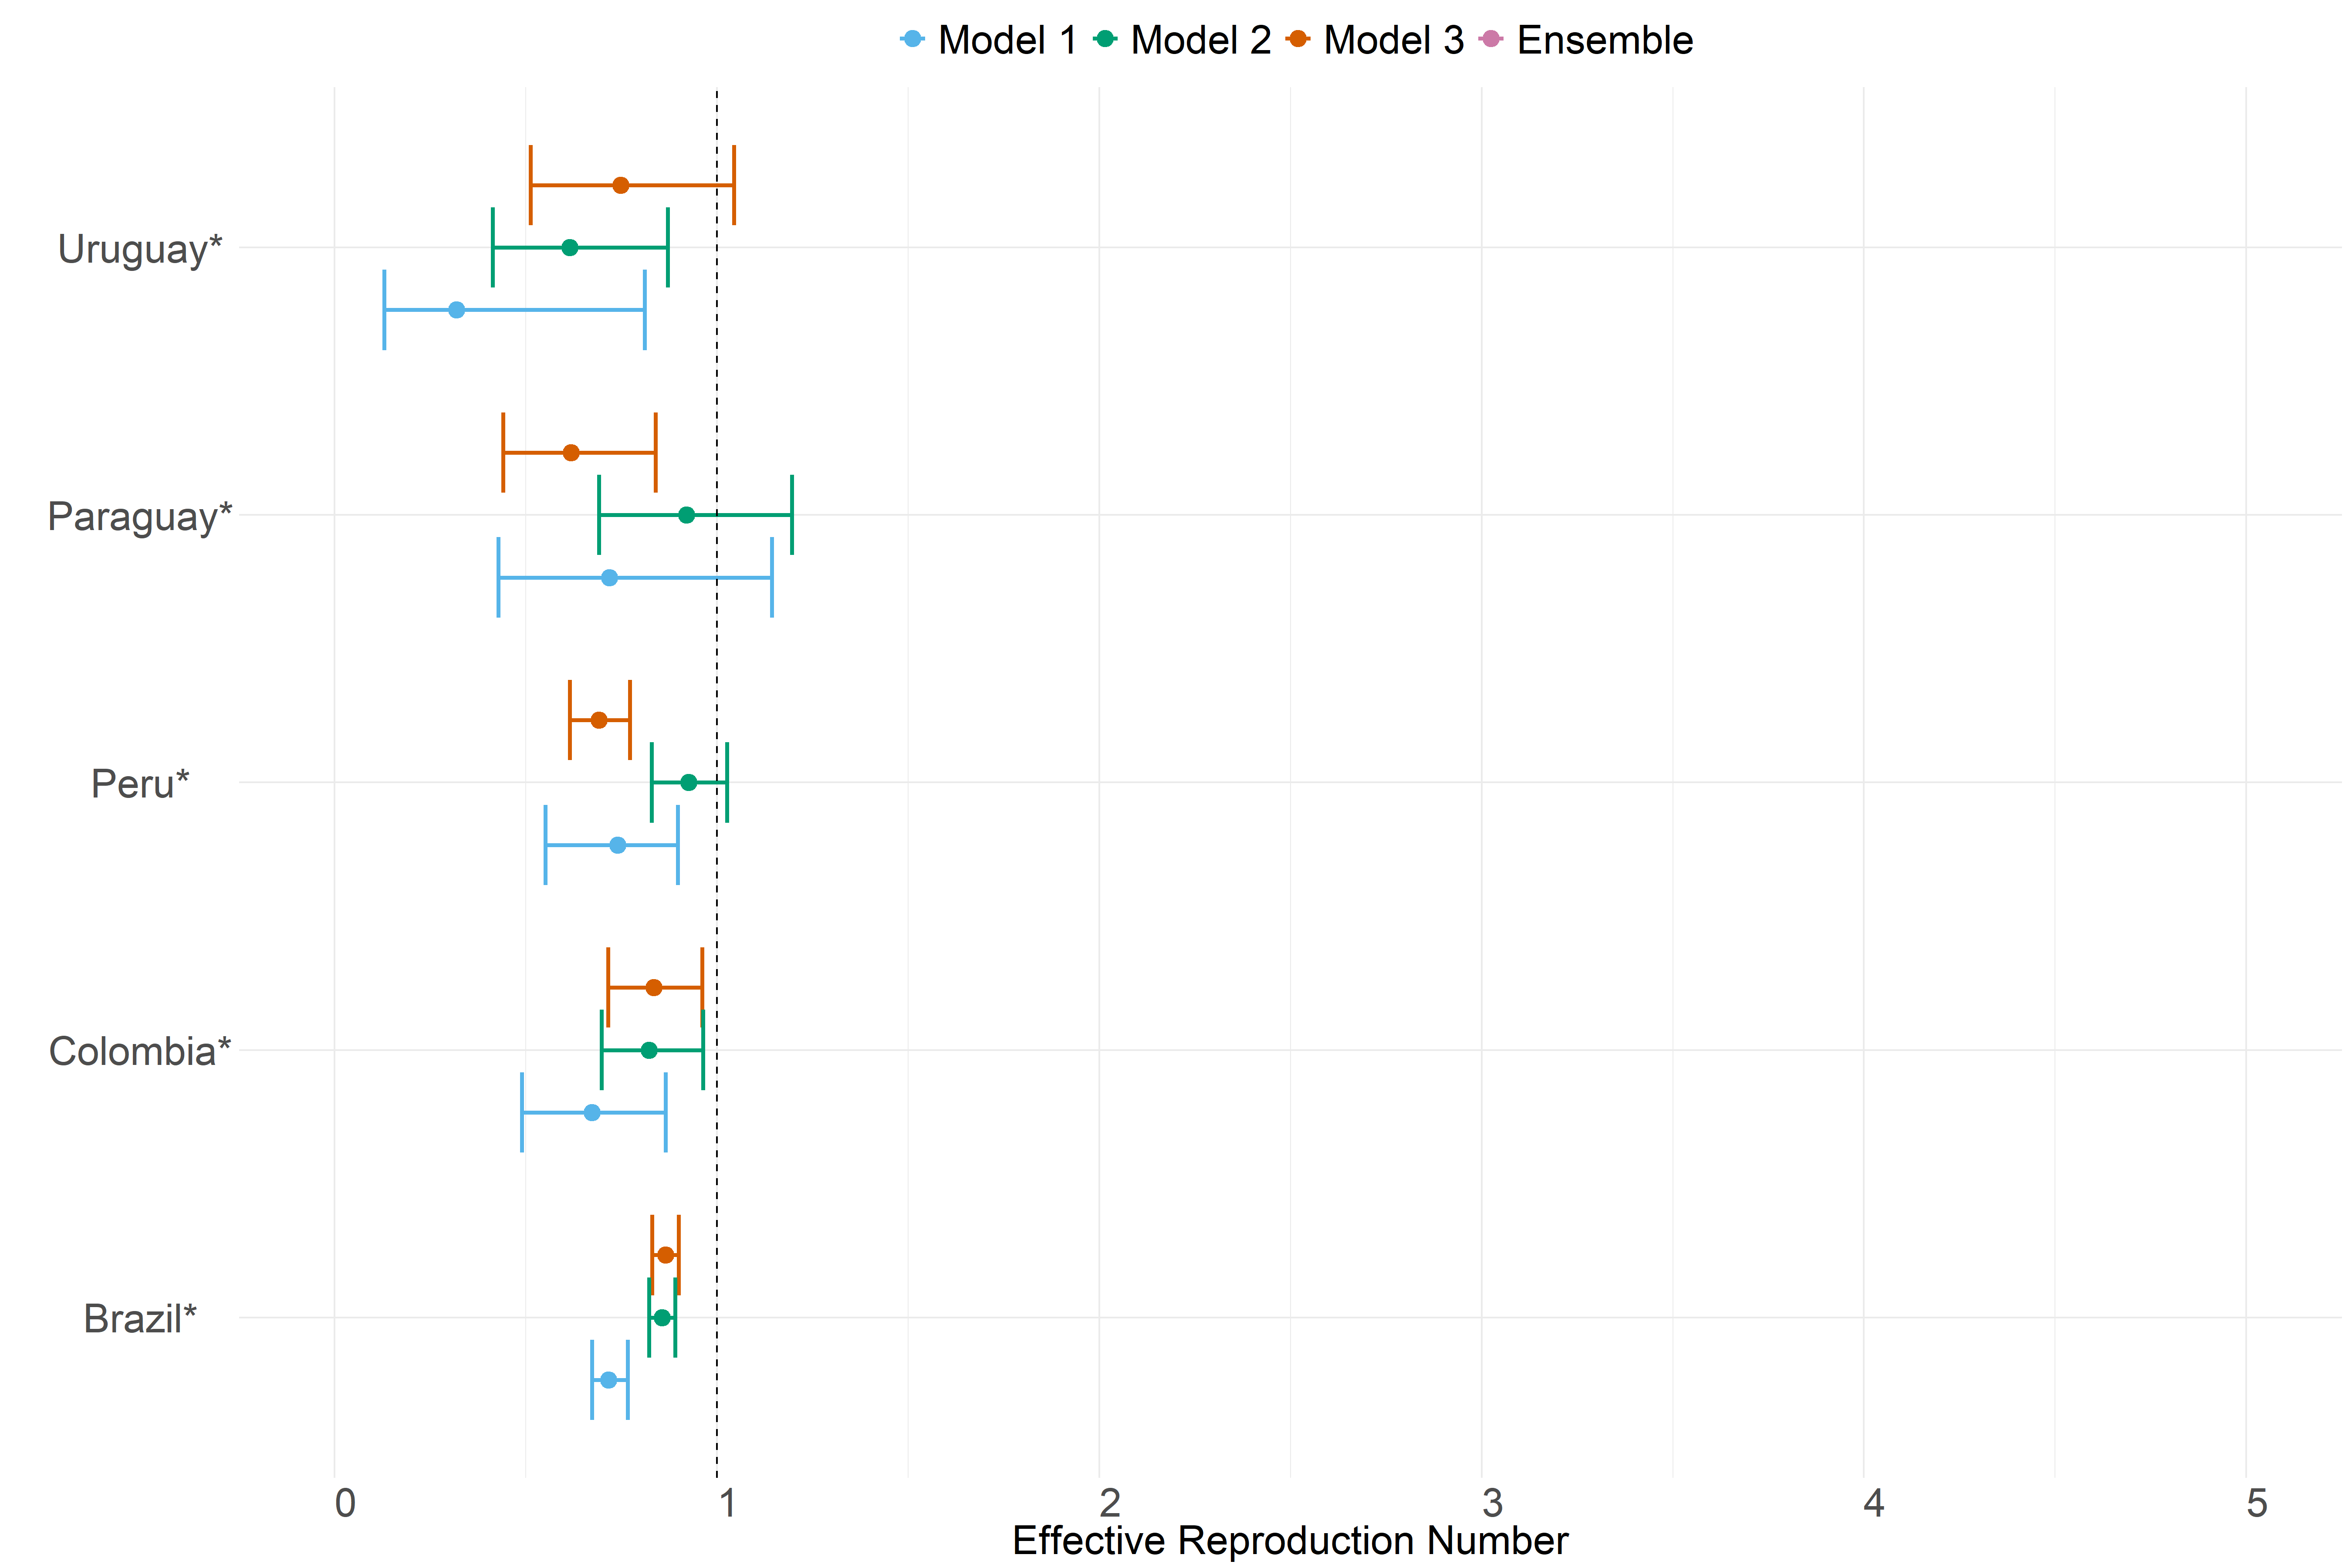 Model 1 Model 2 Model 3 Ensemble
Uruguay*
Paraguay*
Peru*
Colombia*
Brazil*
0 1 2 3 4 5
Effective Reproduction Number